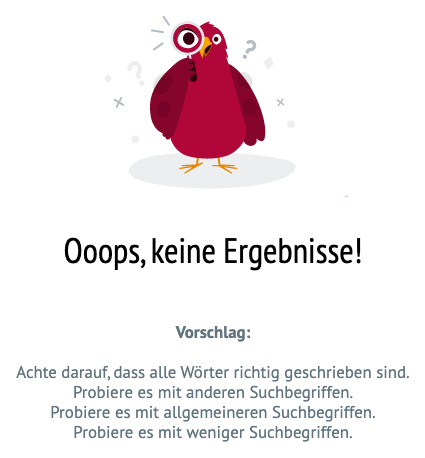 Ooops, keine Ergebnisse!
Vorschlag:
Achte darauf, dass alle Wörter richtig geschrieben sind.
Probiere es mit anderen Suchbegriffen.
Probiere es mit allgemeineren Suchbegriffen.
Probiere es mit weniger Suchbegriffen.